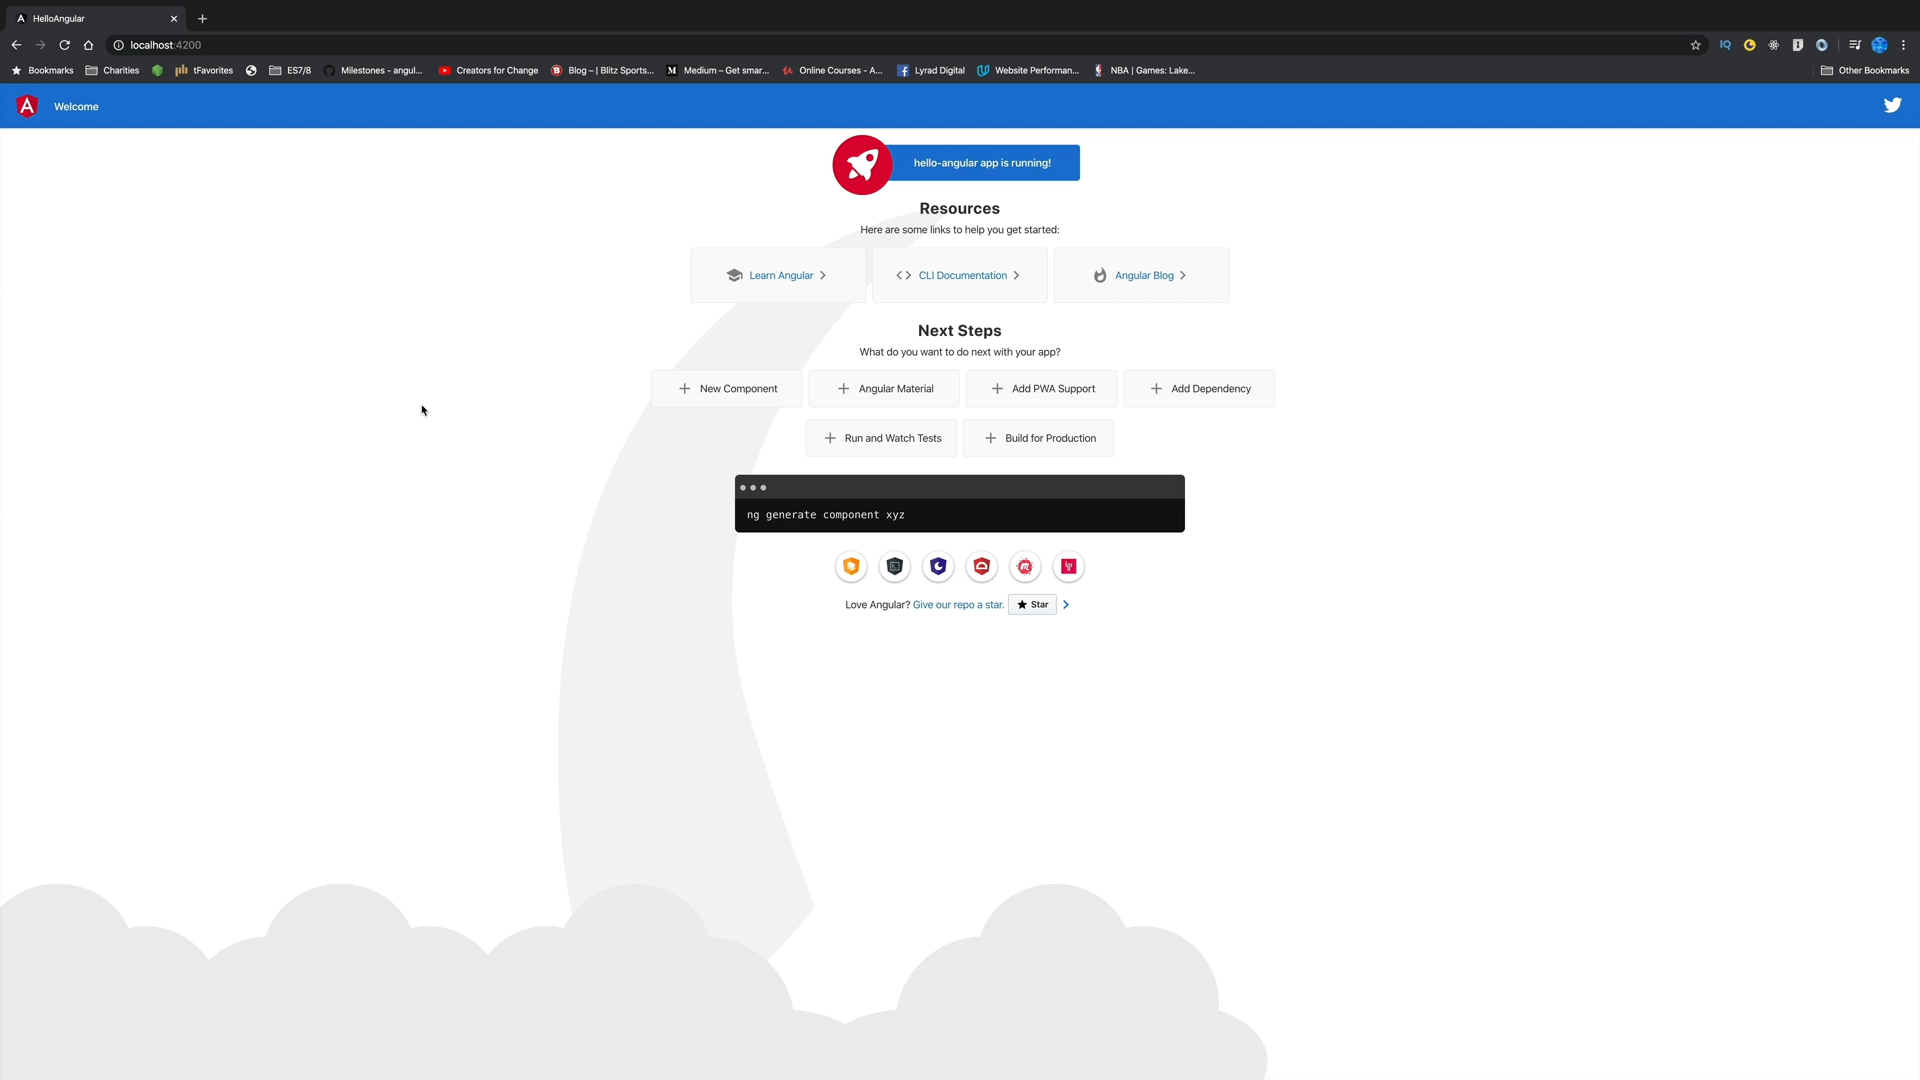 HelloAngular
localhost:4200
Bookmarks Charities tFavorites ES7/8 Milestones - angul... Creators for Change Blog – | Blitz Sports... Medium – Get smar... Online Courses - A... Lyrad Digital Website Performan... NBA | Games: Lake... Other Bookmarks
Welcome
hello-angular app is running!
Resources
Here are some links to help you get started:
Learn Angular CLI Documentation Angular Blog
Next Steps
What do you want to do next with your app?
New Component Angular Material Add PWA Support Add Dependency
Run and Watch Tests Build for Production
ng generate component xyz
Love Angular? Give our repo a star. Star